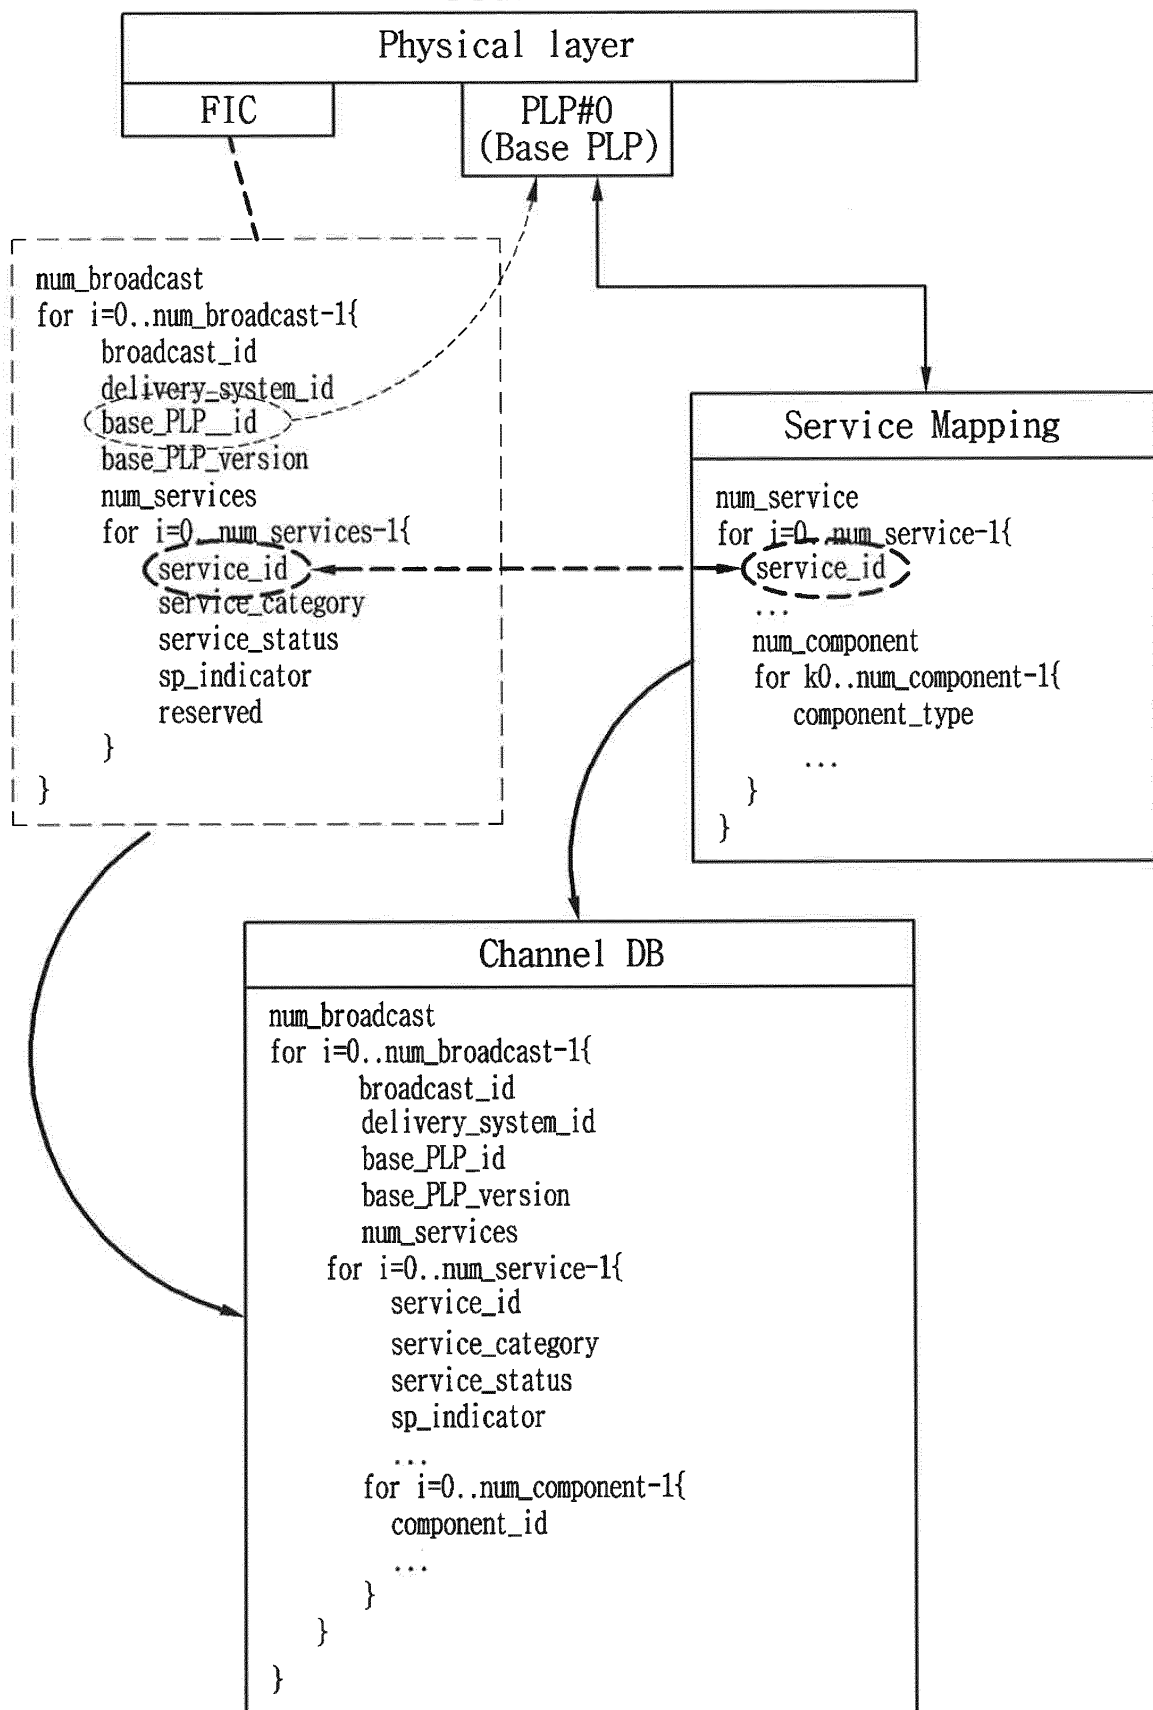 Physical layer
FIC
PLP#0
(Base PLP)
num_broadcast
for i=0..num_broadcast-1{
broadcast_id
delivery_system_id
base_PLP__id
base_PLP_version
num_services
for i=0..num_services-1{
service_id
service_category
service_status
sp_indicator
reserved
}
}
Service Mapping
num_service
for j=0..num_service-1{
service_id
...
num_component
for k0..num_component-1{
component_type
...
}
}
Channel DB
num_broadcast
for i=0..num_broadcast-1{
broadcast_id
delivery_system_id
base_PLP_id
base_PLP_version
num_services
for i=0..num_service-1{
service_id
service_category
service_status
sp_indicator
...
for i=0..num_component-1{
component_id
...
}
}
}